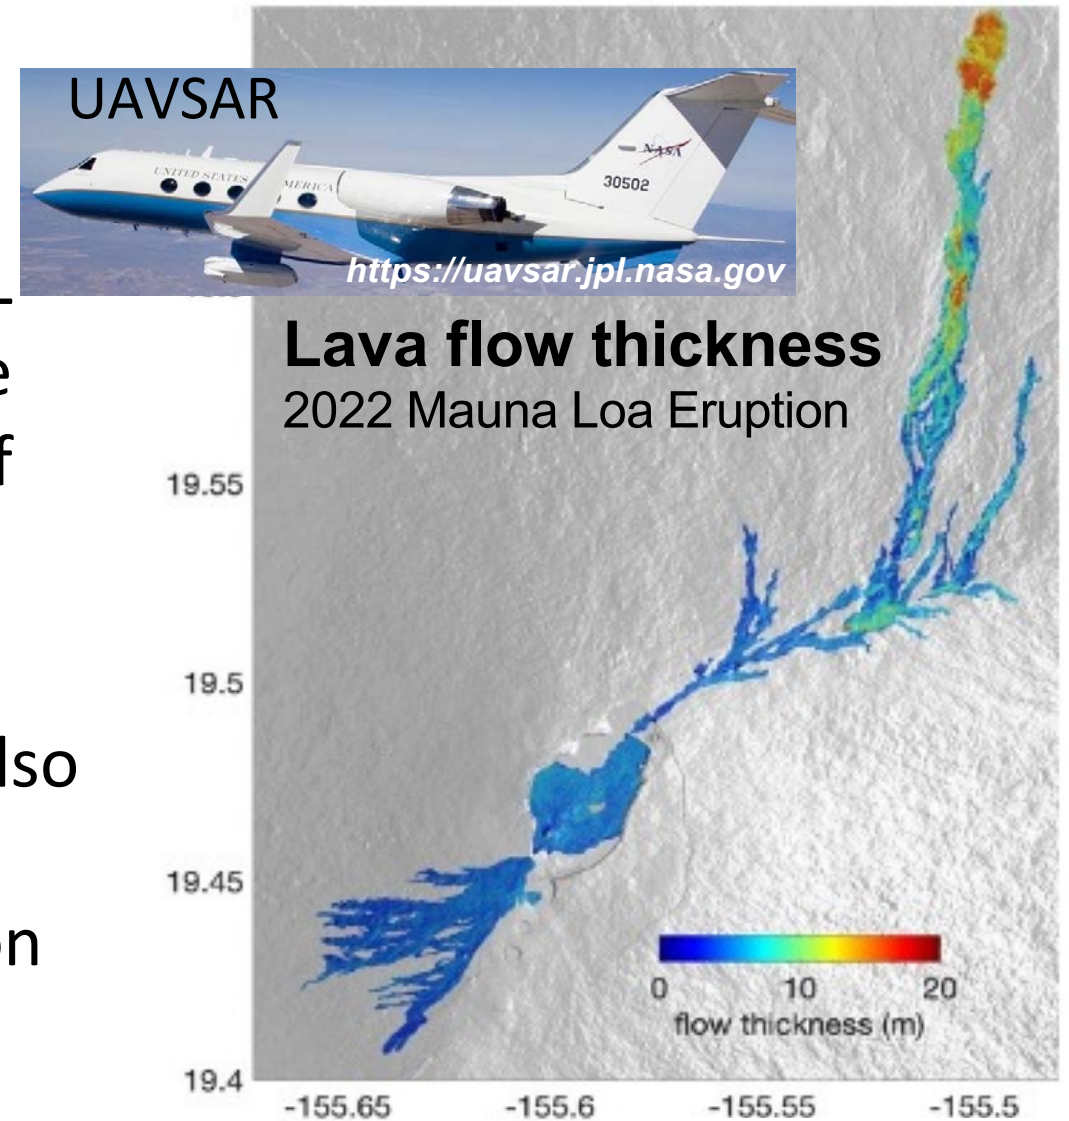 UAVSAR
UNITED STATES
MERICA
NASA
30502
https://uavsar.jpl.nasa.gov
Lava flow thickness
2022 Mauna Loa Eruption
e
f
lso
on
19.55
19.5
19.45
19.4
0 10 20
flow thickness (m)
-155.65 -155.6 -155.55 -155.5